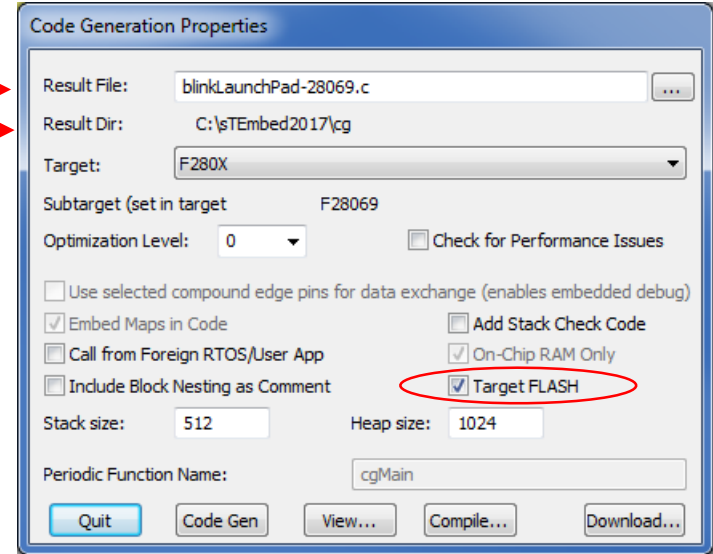 Code Generation Properties
Result File: blinkLaunchPad-28069.c ...
Result Dir: C:\sTEmbed2017\cg
Target: F280X
Subtarget (set in target F28069
Optimization Level: 0 Check for Performance Issues
Use selected compound edge pins for data exchange (enables embedded debug)
Embed Maps in Code Add Stack Check Code
Call from Foreign RTOS/User App On-Chip RAM Only
Include Block Nesting as Comment Target FLASH
Stack size: 512 Heap size: 1024
Periodic Function Name: cgMain
Quit Code Gen View... Compile... Download...